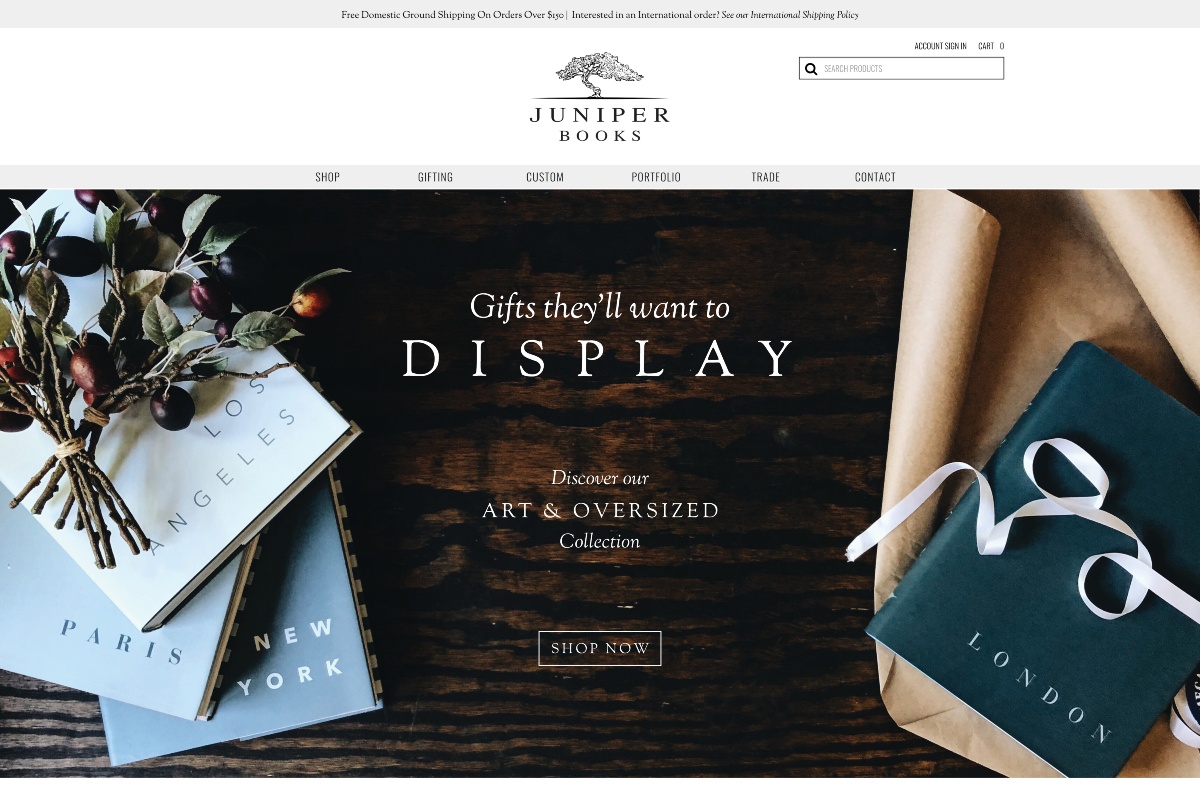 Free Domestic Ground Shipping On Orders Over $150 | Interested in an International order? See our International Shipping Policy
ACCOUNT SIGN IN CART 0
SEARCH PRODUCTS
JUNIPER
BOOKS
SHOP GIFTING CUSTOM PORTFOLIO TRADE CONTACT
Gifts they'll want to
DISPLAY
Discover our
ART & OVERSIZED
Collection
SHOP NOW
LOS
ANGELES
PARIS
NEW
YORK
LONDON